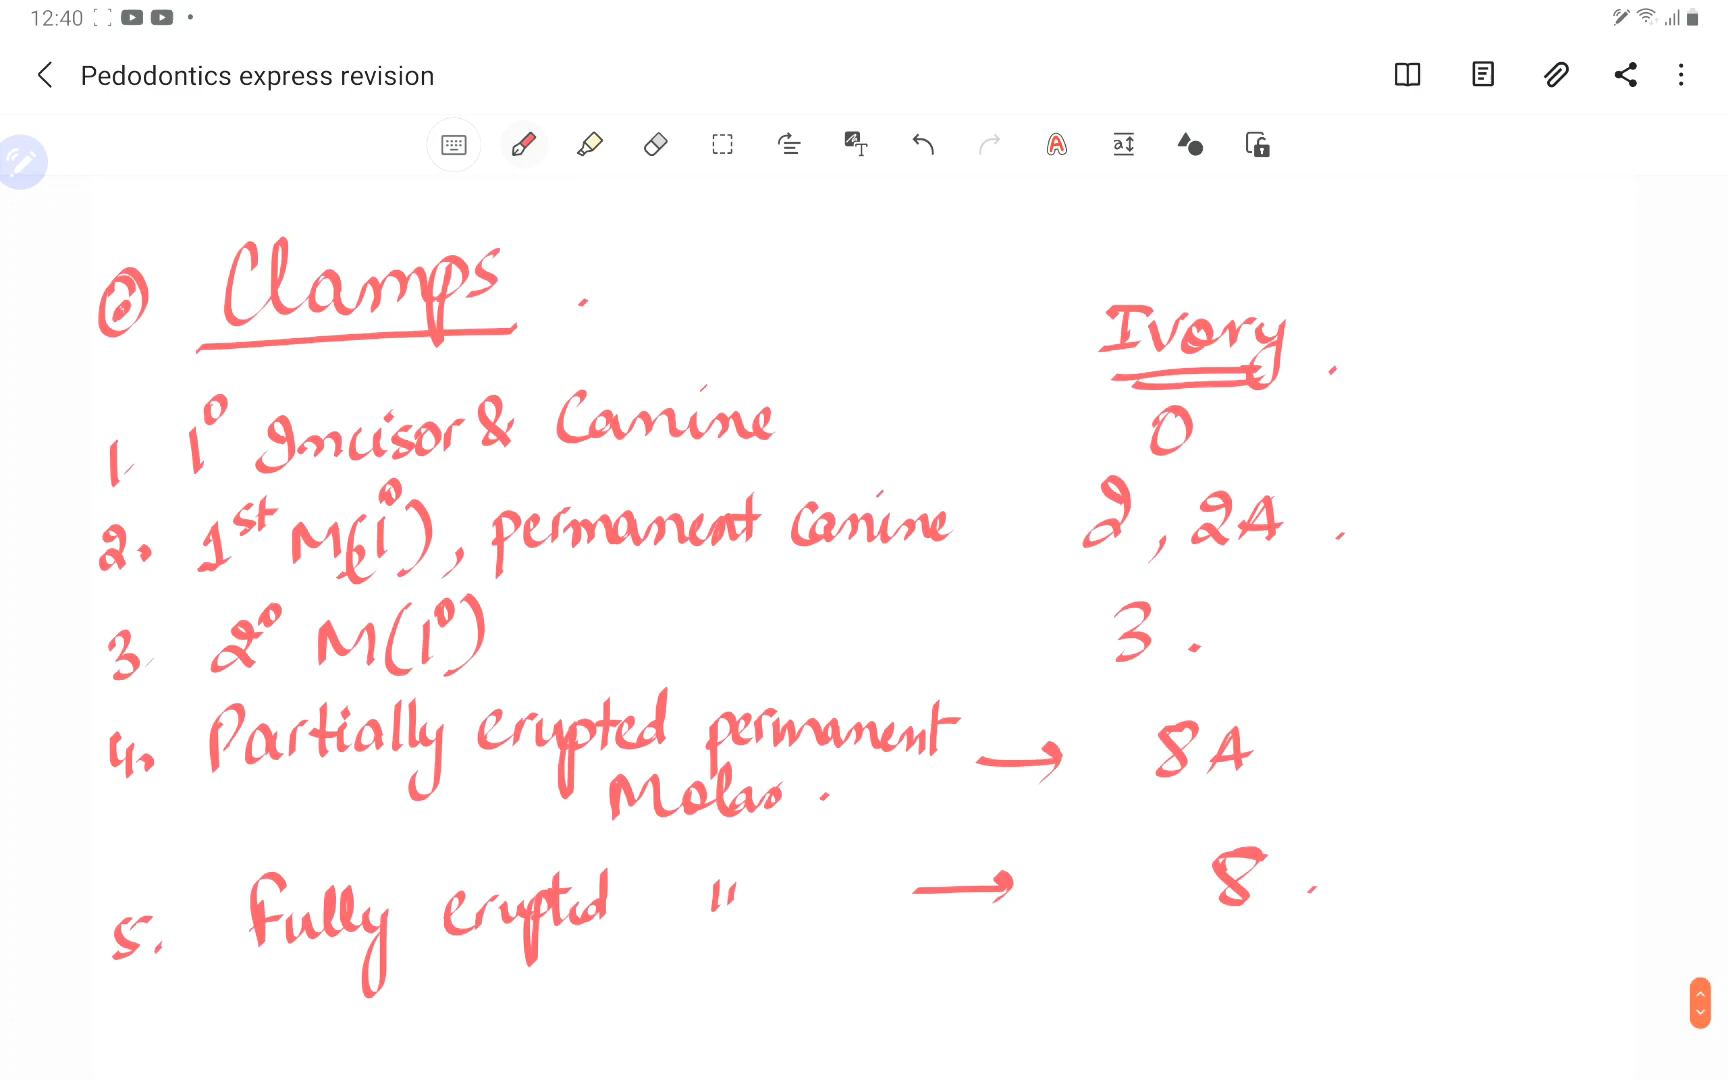 12:40
Pedodontics express revision
Clamps .
Ivory .
1. 1° Incisor & Canine 0
2. 1st M(1°), permanent canine 2, 2A .
3. 2° M(1°) 3 .
4. Partially erupted permanent → 8A
Molar .
5. Fully erupted " → 8 .